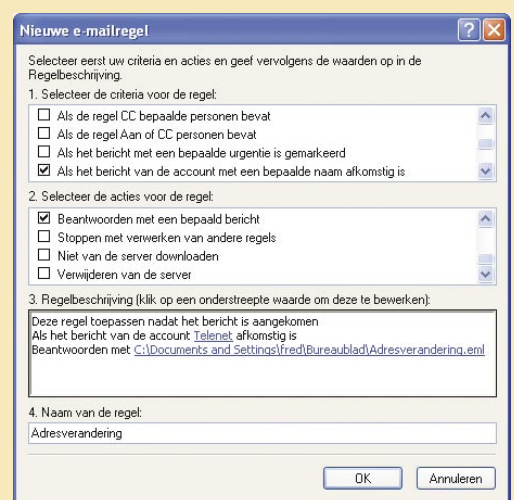 Nieuwe e-mailregel
Selecteer eerst uw criteria en acties en geef vervolgens de waarden op in de
Regelbeschrijving.
1. Selecteer de criteria voor de regel:
Als de regel CC bepaalde personen bevat
Als de regel Aan of CC personen bevat
Als het bericht met een bepaalde urgentie is gemarkeerd
Als het bericht van de account met een bepaalde naam afkomstig is
2. Selecteer de acties voor de regel:
Beantwoorden met een bepaald bericht
Stoppen met verwerken van andere regels
Niet van de server downloaden
Verwijderen van de server
3. Regelbeschrijving (klik op een onderstreepte waarde om deze te bewerken):
Deze regel toepassen nadat het bericht is aangekomen
Als het bericht van de account Telenet afkomstig is
Beantwoorden met C:\Documents and Settings\fred\Bureaublad\Adresverandering.eml
4. Naam van de regel:
Adresverandering
OK Annuleren